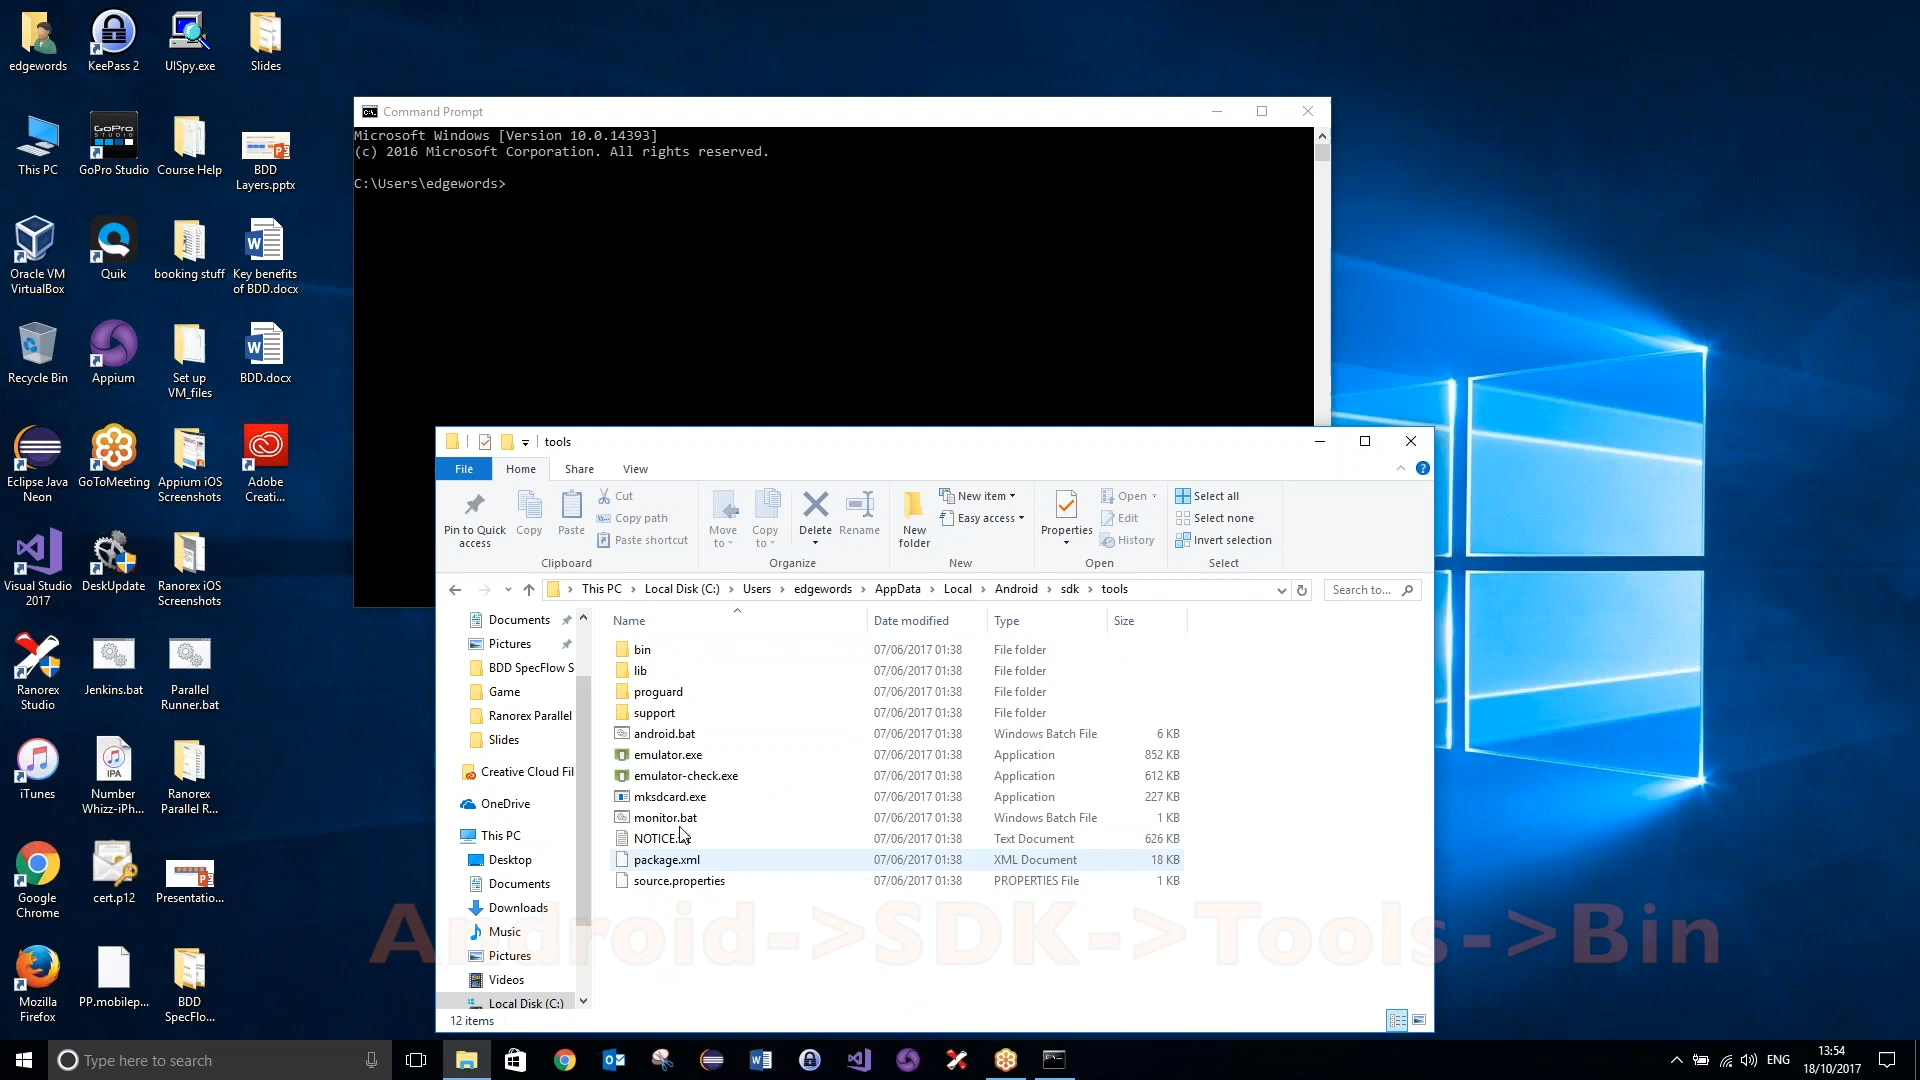 edgewords
KeePass 2
UISpy.exe
Slides
This PC
GoPro Studio
Course Help
BDD
Layers.pptx
Oracle VM
VirtualBox
Quik
booking stuff
Key benefits
of BDD.docx
Recycle Bin
Appium
Set up
VM_files
BDD.docx
Eclipse Java
Neon
GoToMeeting
Appium iOS
Screenshots
Adobe
Creati...
Visual Studio
2017
DeskUpdate
Ranorex iOS
Screenshots
Ranorex
Studio
Jenkins.bat
Parallel
Runner.bat
iTunes
Number
Whizz-iPh...
Ranorex
Parallel R...
Google
Chrome
cert.p12
Presentatio...
Mozilla
Firefox
PP.mobilep...
BDD
SpecFlo...
Command Prompt
Microsoft Windows [Version 10.0.14393]
(c) 2016 Microsoft Corporation. All rights reserved.
C:\Users\edgewords>
tools
File Home Share View
Pin to Quick
access
Copy
Paste
Cut
Copy path
Paste shortcut
Clipboard
Move
to
Copy
to
Delete
Rename
Organize
New
folder
New item
Easy access
New
Properties
Open
Edit
History
Open
Select all
Select none
Invert selection
Select
This PC > Local Disk (C:) > Users > edgewords > AppData > Local > Android > sdk > tools
Search to...
Documents
Pictures
BDD SpecFlow S
Game
Ranorex Parallel
Slides
Creative Cloud Fil
OneDrive
This PC
Desktop
Documents
Downloads
Music
Pictures
Videos
Local Disk (C:)
Name Date modified Type Size
bin 07/06/2017 01:38 File folder
lib 07/06/2017 01:38 File folder
proguard 07/06/2017 01:38 File folder
support 07/06/2017 01:38 File folder
android.bat 07/06/2017 01:38 Windows Batch File 6 KB
emulator.exe 07/06/2017 01:38 Application 852 KB
emulator-check.exe 07/06/2017 01:38 Application 612 KB
mksdcard.exe 07/06/2017 01:38 Application 227 KB
monitor.bat 07/06/2017 01:38 Windows Batch File 1 KB
NOTICE. 07/06/2017 01:38 Text Document 626 KB
package.xml 07/06/2017 01:38 XML Document 18 KB
source.properties 07/06/2017 01:38 PROPERTIES File 1 KB
12 items
Android->SDK->Tools->Bin
Type here to search
ENG
13:54
18/10/2017